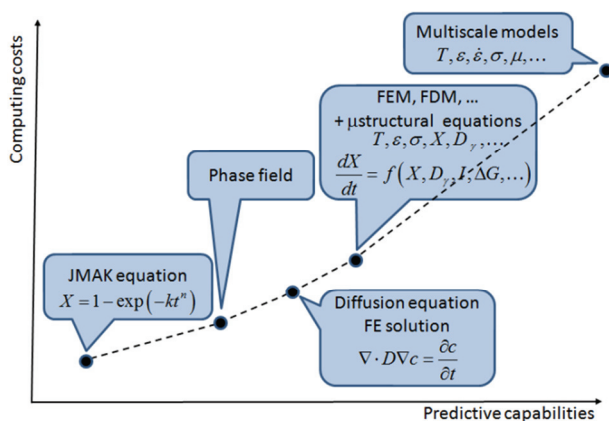 Computing costs
Multiscale models
T, ε, ε̇, σ, μ, …
FEM, FDM, …
+ μstructural equations
T, ε, σ, X, D_γ, …
dX/dt = f(X, D_γ, I, ΔG, …)
Phase field
JMAK equation
X = 1 − exp(−kt^n)
Diffusion equation
FE solution
∇ · D∇c = ∂c/∂t
Predictive capabilities